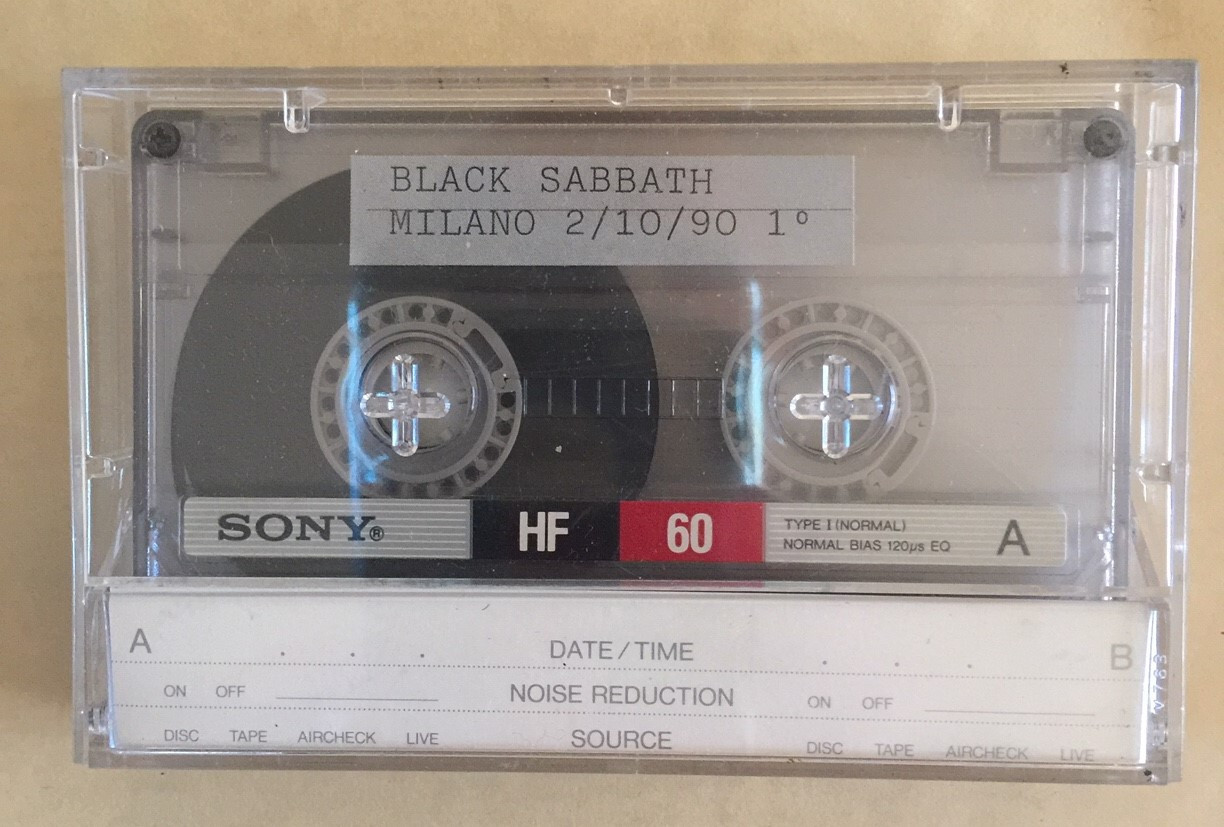 BLACK SABBATH
MILANO 2/10/90 1°
SONY® HF 60 TYPE I (NORMAL)
NORMAL BIAS 120µs EQ A
A DATE/TIME B
ON OFF NOISE REDUCTION ON OFF
DISC TAPE AIRCHECK LIVE SOURCE DISC TAPE AIRCHECK LIVE